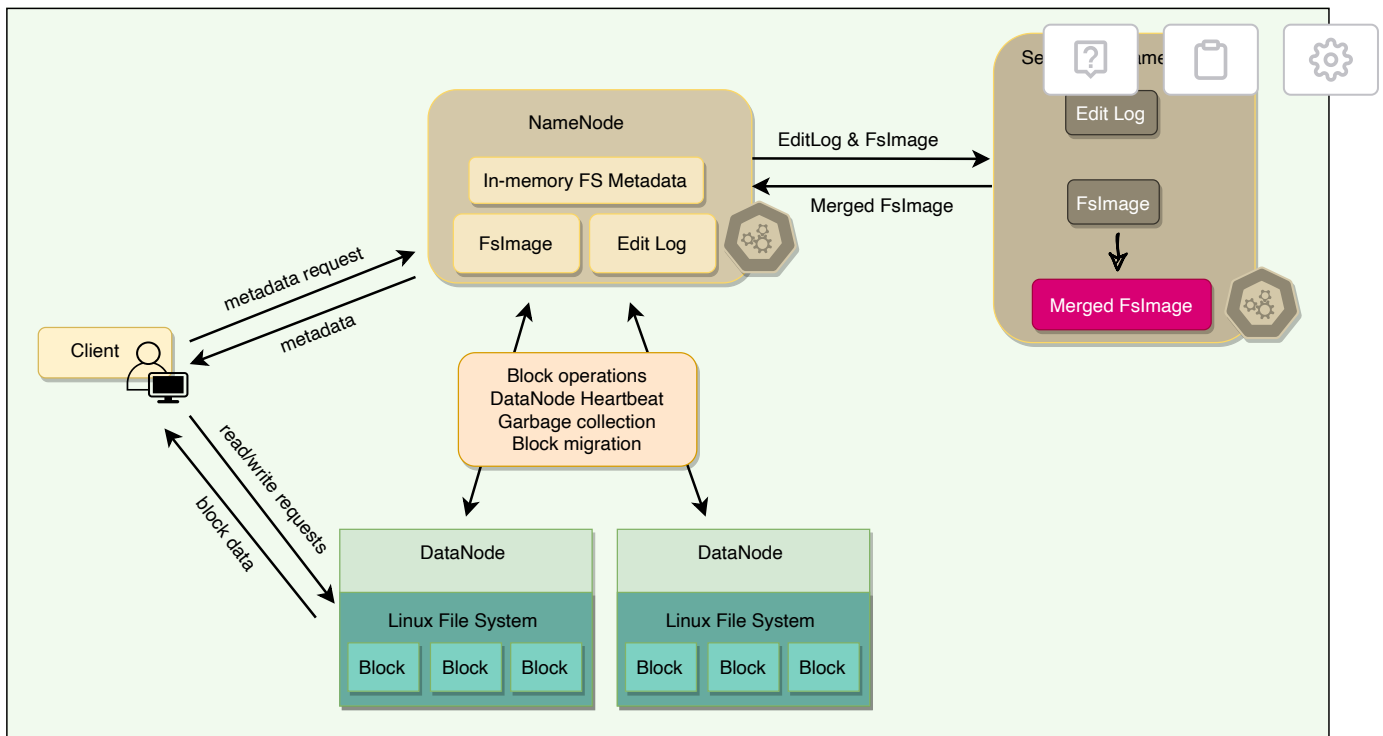 NameNode
In-memory FS Metadata
FsImage
Edit Log
EditLog & FsImage
Merged FsImage
Edit Log
FsImage
Merged FsImage
metadata request
metadata
Client
Block operations
DataNode Heartbeat
Garbage collection
Block migration
read/write requests
block data
DataNode
Linux File System
Block Block Block
DataNode
Linux File System
Block Block Block